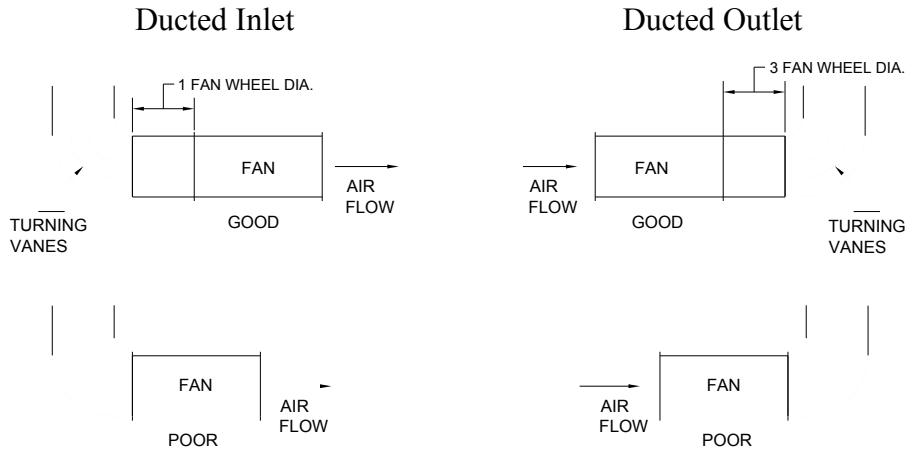 Ducted Inlet
Ducted Outlet
1 FAN WHEEL DIA.
3 FAN WHEEL DIA.
FAN
AIR
FLOW
GOOD
TURNING
VANES
FAN
AIR
FLOW
GOOD
TURNING
VANES
FAN
AIR
FLOW
POOR
FAN
AIR
FLOW
POOR